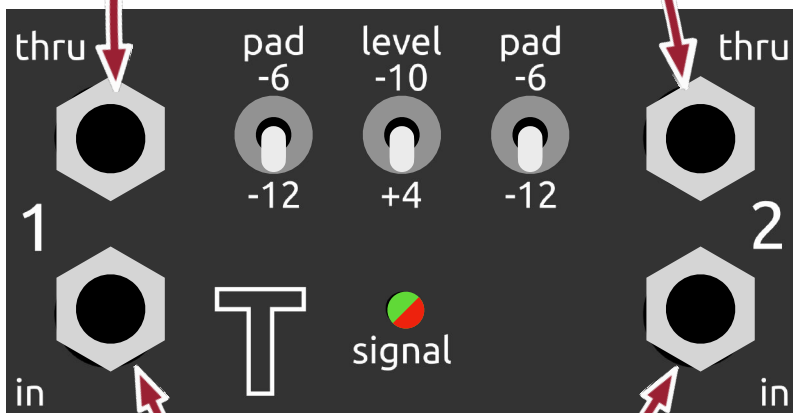 thru pad level pad thru
-6 -10 -6
-12 +4 -12
1 2
T
signal
in in